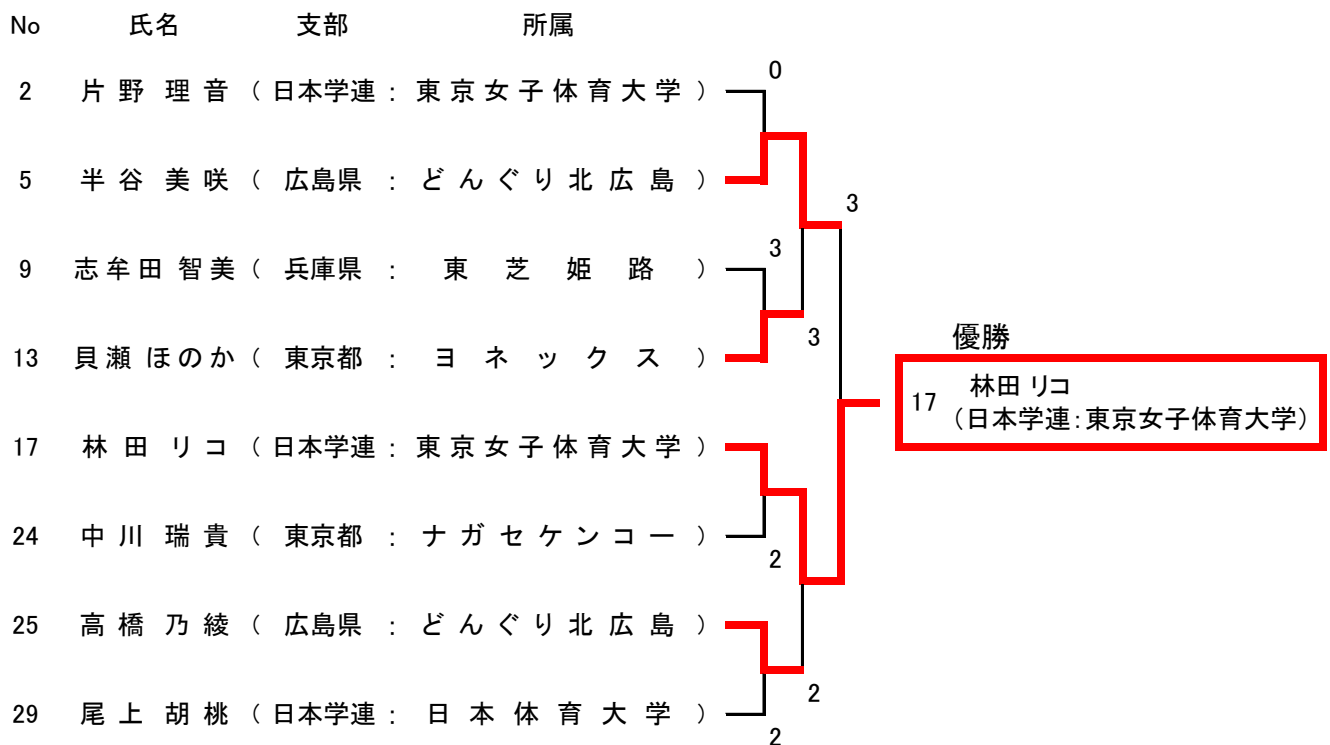 No 氏名 支部 所属
0
2 片野 理音 ( 日本学連 : 東京女子体育大学 )
5 半谷 美咲 ( 広島県 : どんぐり北広島 )
3
3
9 志牟田 智美 ( 兵庫県 : 東芝姫路 )
3
優勝
13 貝瀬 ほのか ( 東京都 : ヨネックス )
17 林田 リコ
(日本学連:東京女子体育大学)
17 林田 リコ ( 日本学連 : 東京女子体育大学 )
24 中川 瑞貴 ( 東京都 : ナガセケンコー )
2
25 高橋 乃綾 ( 広島県 : どんぐり北広島 )
2
29 尾上 胡桃 ( 日本学連 : 日本体育大学 )
2